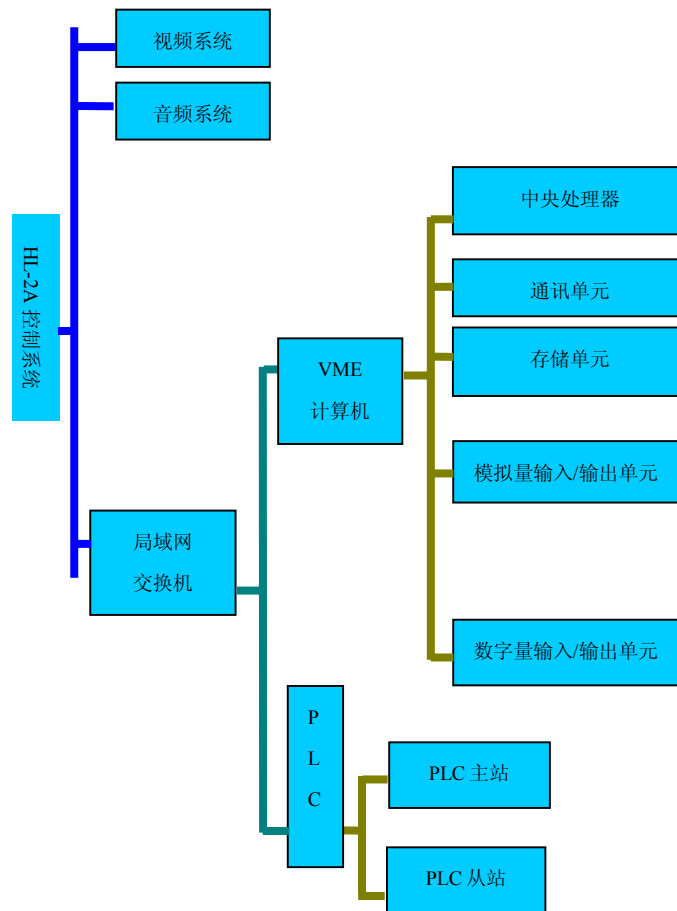 视频系统
音频系统
HL-2A 控制系统
中央处理器
通讯单元
存储单元
VME
计算机
模拟量输入/输出单元
局域网
交换机
数字量输入/输出单元
P
L
C
PLC 主站
PLC 从站